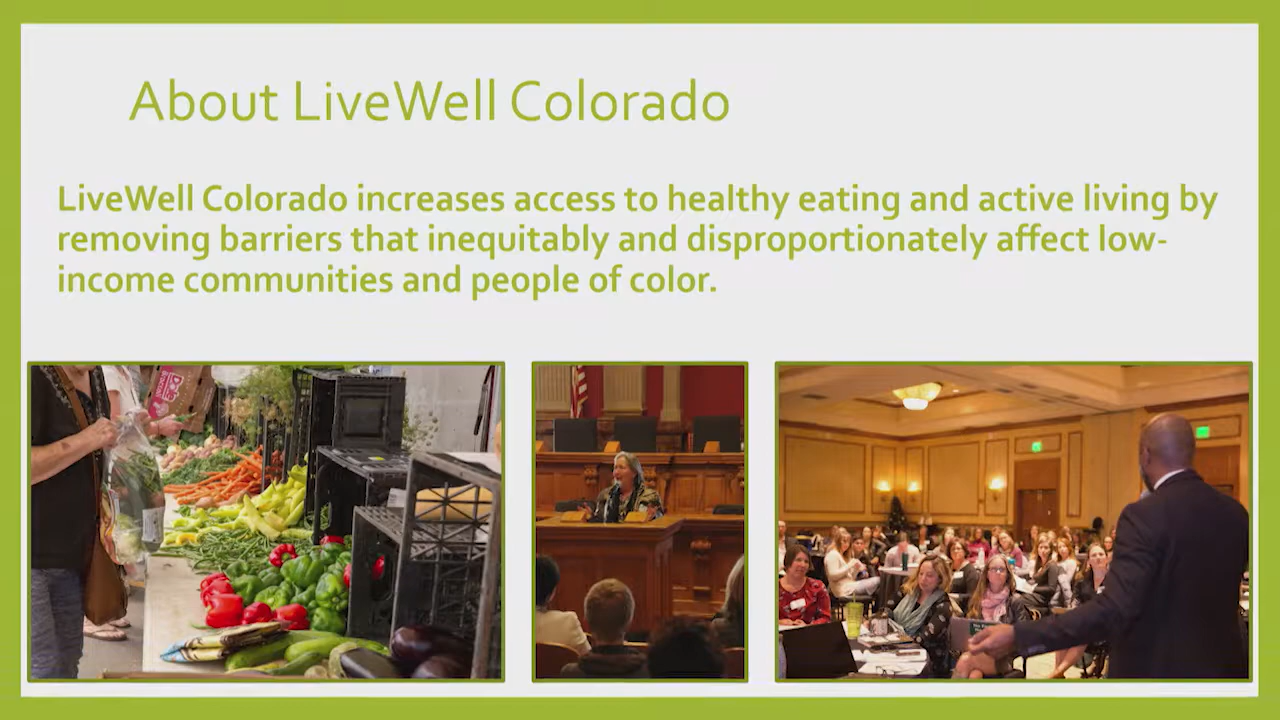 About LiveWell Colorado
LiveWell Colorado increases access to healthy eating and active living by
removing barriers that inequitably and disproportionately affect low-
income communities and people of color.